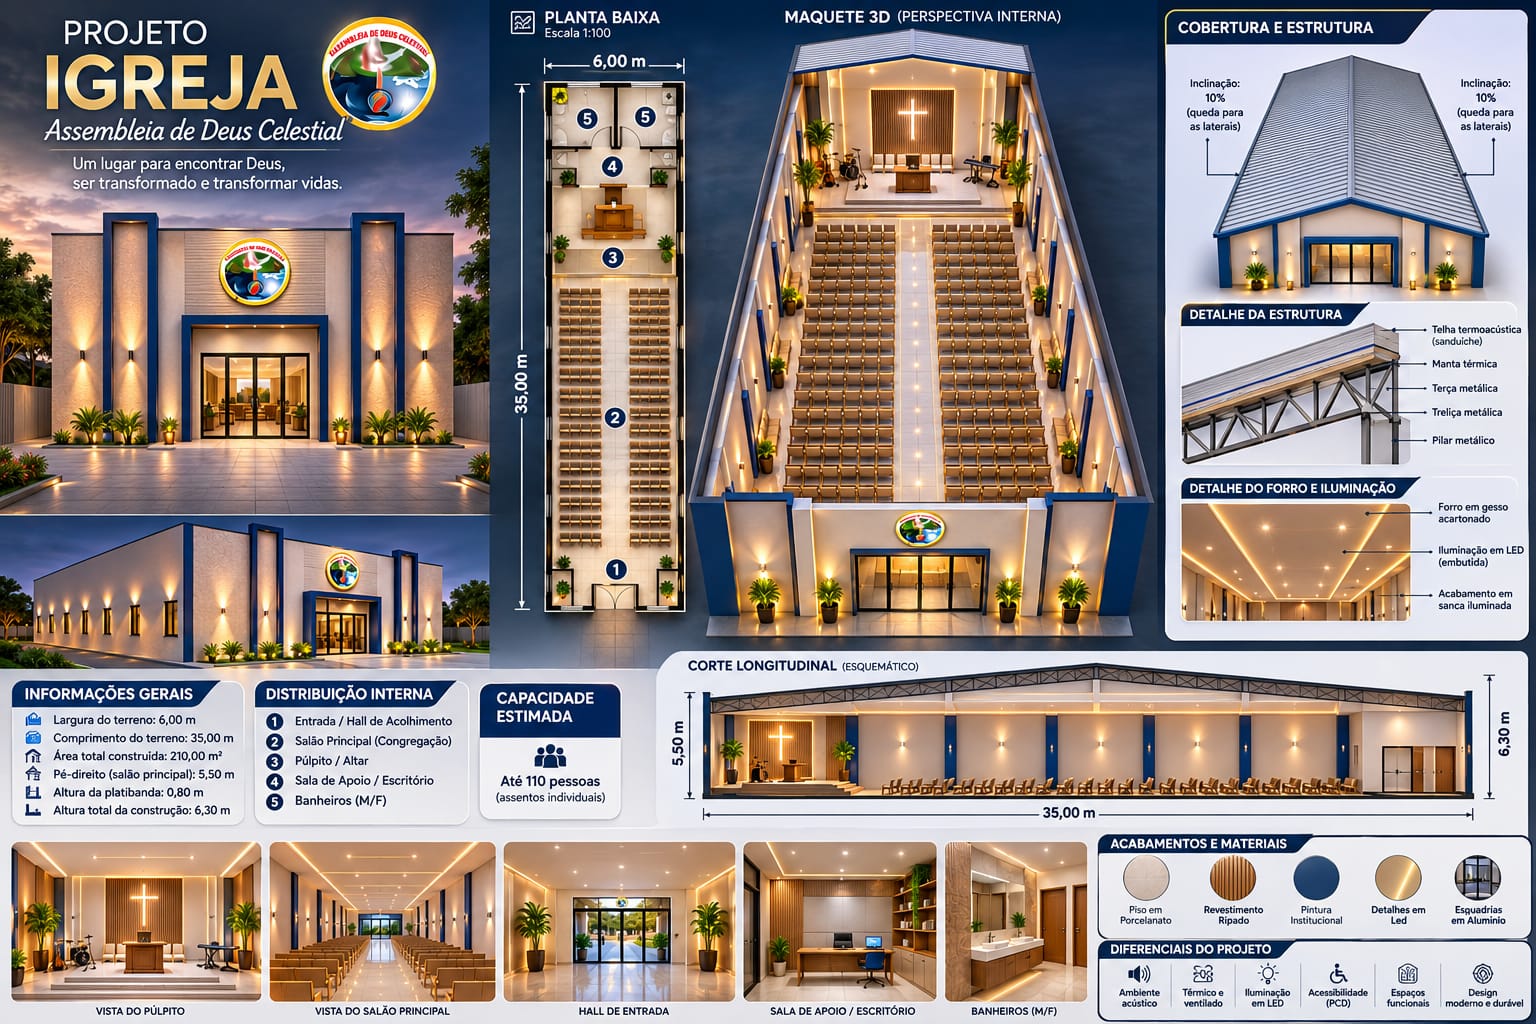 PROJETO
IGREJA
Assembleia de Deus Celestial
Um lugar para encontrar Deus,
ser transformado e transformar vidas.
ASSEMBLEIA DE DEUS CELESTIAL
PLANTA BAIXA
Escala 1:100
6,00 m
35,00 m
5
5
4
3
2
1
MAQUETE 3D (PERSPECTIVA INTERNA)
COBERTURA E ESTRUTURA
Inclinação:
10%
(queda para
as laterais)
Inclinação:
10%
(queda para
as laterais)
DETALHE DA ESTRUTURA
Telha termoacústica
(sanduíche)
Manta térmica
Terça metálica
Treliça metálica
Pilar metálico
DETALHE DO FORRO E ILUMINAÇÃO
Forro em gesso
acartonado
Iluminação em LED
(embutida)
Acabamento em
sanca iluminada
INFORMAÇÕES GERAIS
Largura do terreno: 6,00 m
Comprimento do terreno: 35,00 m
Área total construída: 210,00 m²
Pé-direito (salão principal): 5,50 m
Altura da platibanda: 0,80 m
Altura total da construção: 6,30 m
DISTRIBUIÇÃO INTERNA
1 Entrada / Hall de Acolhimento
2 Salão Principal (Congregação)
3 Púlpito / Altar
4 Sala de Apoio / Escritório
5 Banheiros (M/F)
CAPACIDADE
ESTIMADA
Até 110 pessoas
(assentos individuais)
CORTE LONGITUDINAL (ESQUEMÁTICO)
5,50 m
6,30 m
35,00 m
VISTA DO PÚLPITO
VISTA DO SALÃO PRINCIPAL
HALL DE ENTRADA
SALA DE APOIO / ESCRITÓRIO
BANHEIROS (M/F)
ACABAMENTOS E MATERIAIS
Piso em
Porcelanato
Revestimento
Ripado
Pintura
Institucional
Detalhes em
Led
Esquadrias
em Alumínio
DIFERENCIAIS DO PROJETO
Ambiente
acústico
Térmico e
ventilado
Iluminação
em LED
Acessibilidade
(PCD)
Espaços
funcionais
Design
moderno e durável